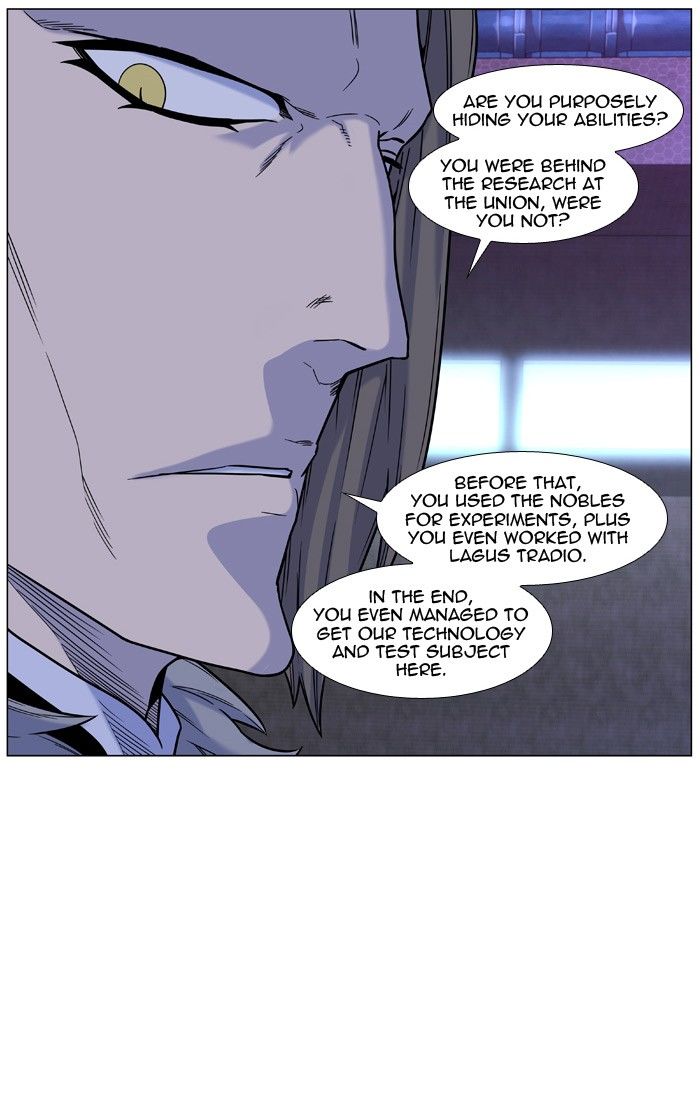 ARE YOU PURPOSELY
HIDING YOUR ABILITIES?
YOU WERE BEHIND
THE RESEARCH AT
THE UNION, WERE
YOU NOT?
BEFORE THAT,
YOU USED THE NOBLES
FOR EXPERIMENTS, PLUS
YOU EVEN WORKED WITH
LAGUS TRADIO.
IN THE END,
YOU EVEN MANAGED TO
GET OUR TECHNOLOGY
AND TEST SUBJECT
HERE.